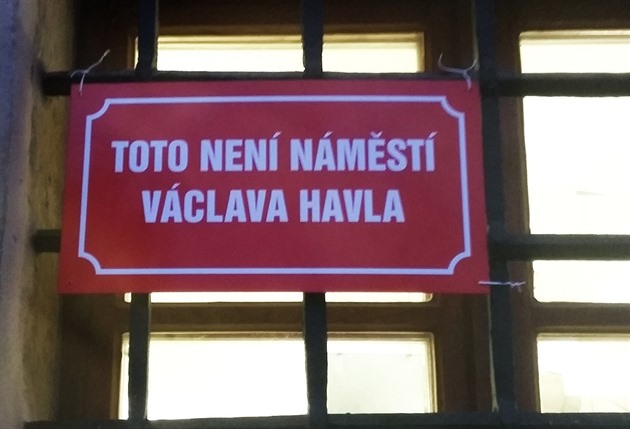 TOTO NENÍ NÁMĚSTÍ
VÁCLAVA HAVLA